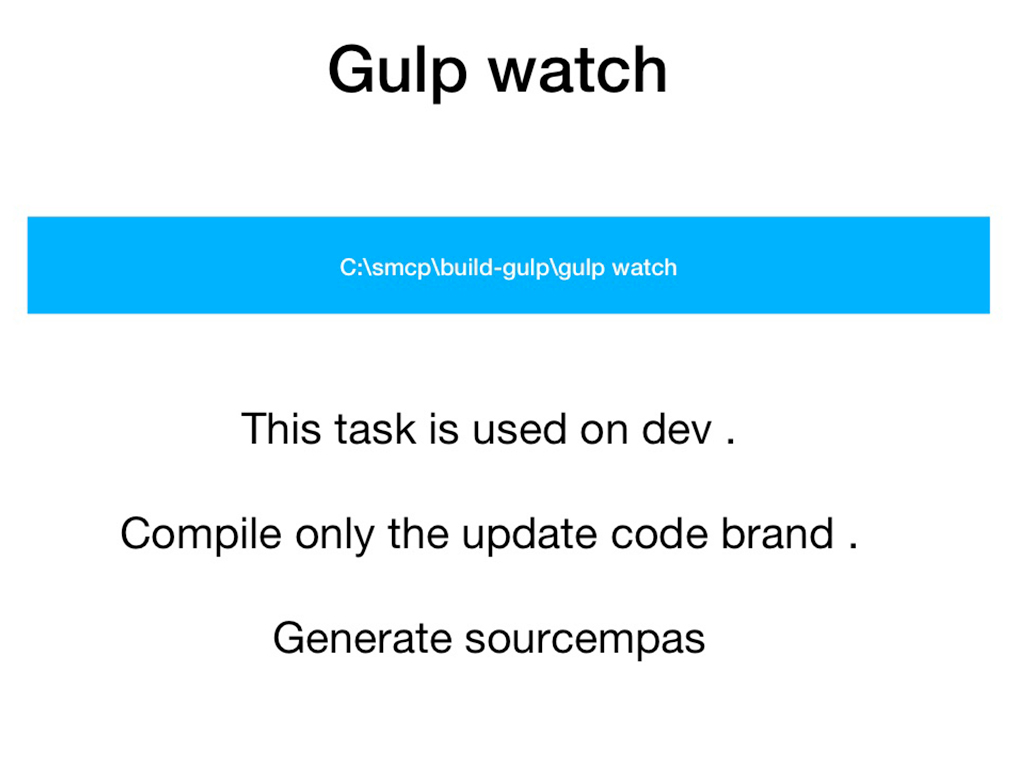 Gulp watch
C:\smcp\build-gulp\gulp watch
This task is used on dev .
Compile only the update code brand .
Generate sourcempas